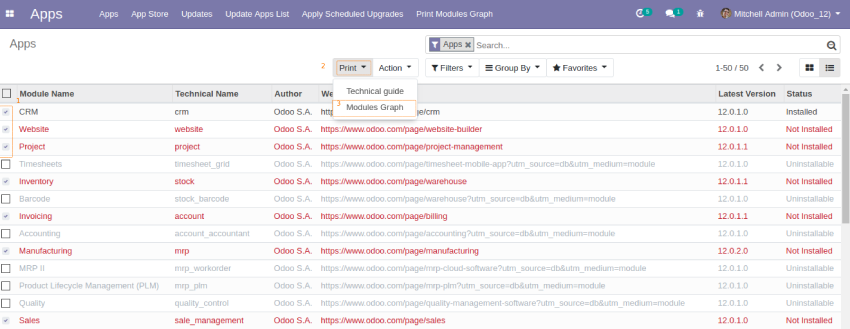 Apps Apps App Store Updates Update Apps List Apply Scheduled Upgrades Print Modules Graph 5 1 Mitchell Admin (Odoo_12)
Apps Apps Search...
2 Print Action Filters Group By Favorites 1-50 / 50
Technical guide
3 Modules Graph
Module Name Technical Name Author We Latest Version Status
1
CRM crm Odoo S.A. http page/crm 12.0.1.0 Installed
Website website Odoo S.A. https://www.odoo.com/page/website-builder 12.0.1.0 Not Installed
Project project Odoo S.A. https://www.odoo.com/page/project-management 12.0.1.1 Not Installed
Timesheets timesheet_grid Odoo S.A. https://www.odoo.com/page/timesheet-mobile-app?utm_source=db&utm_medium=module 12.0.1.0 Uninstallable
Inventory stock Odoo S.A. https://www.odoo.com/page/warehouse 12.0.1.1 Not Installed
Barcode stock_barcode Odoo S.A. https://www.odoo.com/page/warehouse?utm_source=db&utm_medium=module 12.0.1.0 Uninstallable
Invoicing account Odoo S.A. https://www.odoo.com/page/billing 12.0.1.1 Not Installed
Accounting account_accountant Odoo S.A. https://www.odoo.com/page/accounting?utm_source=db&utm_medium=module 12.0.1.0 Uninstallable
Manufacturing mrp Odoo S.A. https://www.odoo.com/page/manufacturing 12.0.2.0 Not Installed
MRP II mrp_workorder Odoo S.A. https://www.odoo.com/page/mrp-cloud-software?utm_source=db&utm_medium=module 12.0.1.0 Uninstallable
Product Lifecycle Management (PLM) mrp_plm Odoo S.A. https://www.odoo.com/page/mrp-plm?utm_source=db&utm_medium=module 12.0.1.0 Uninstallable
Quality quality_control Odoo S.A. https://www.odoo.com/page/quality-management-software?utm_source=db&utm_medium=module 12.0.1.0 Uninstallable
Sales sale_management Odoo S.A. https://www.odoo.com/page/sales 12.0.1.0 Not Installed